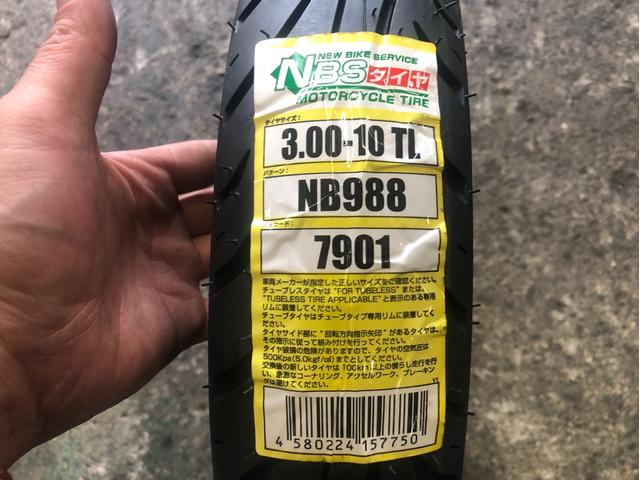 NEW BIKE SERVICE
NBSタイヤ
MOTORCYCLE TIRE
タイヤサイズ:
3.00-10 TL
パターン:
NB988
コード:
7901
車両メーカーが指定した正しいサイズをご確認ください。
チューブレスタイヤは "FOR TUBELESS" または、
"TUBELESS TIRE APPLICABLE" と表示のある専用
リムに装着してください。
チューブタイヤはチューブタイプ専用リムに装着してく
ださい。
タイヤサイド部に "回転方向指示矢印" があるタイヤは、
その指示に従って組み付けを行ってください。
タイヤ破損の危険がありますので、タイヤの空気圧は
500Kpa(5.0kgf/㎠)までとしてください。
交換後の新しいタイヤは100km以上の慣らし走行を行
い、急激なコーナリング、アクセルワーク、ブレーキン
グは避けてください。
V1
4 580224 157750